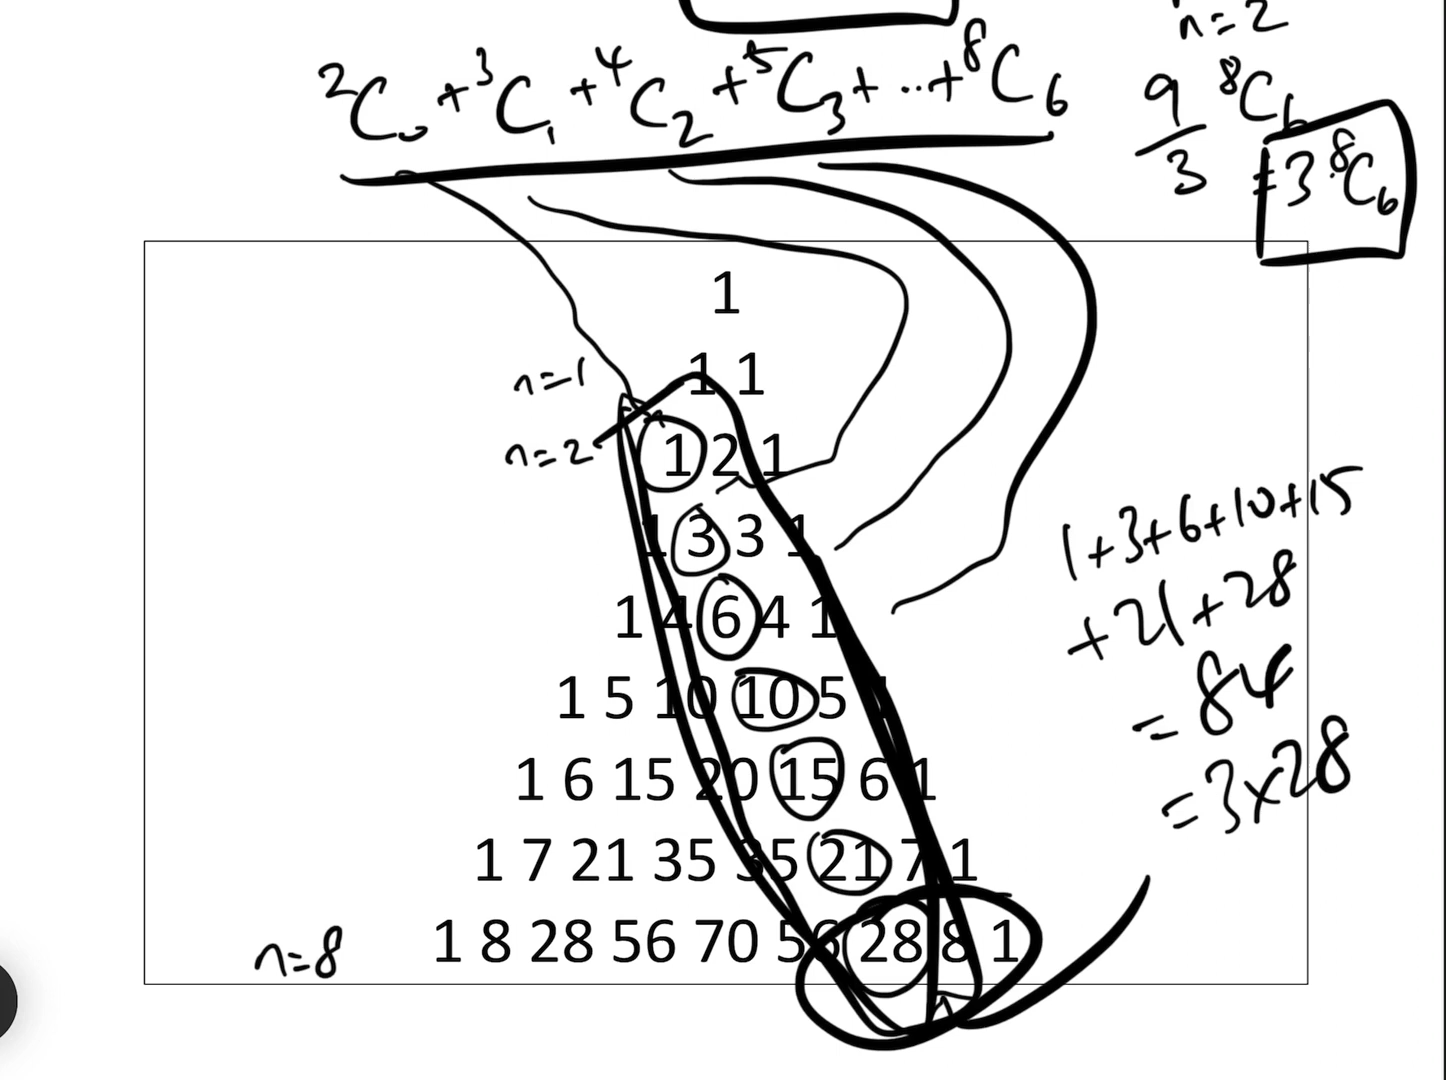 n=2
²C₀ + ³C₁ + ⁴C₂ + ⁵C₃ + ... + ⁸C₆
9/3 ⁸C₆
= 3 ⁸C₆
1
n=1 1 1
n=2 1 2 1
1 3 3 1
1 4 6 4 1
1 5 10 10 5 1
1 6 15 20 15 6 1
1 7 21 35 35 21 7 1
n=8 1 8 28 56 70 56 28 8 1
1+3+6+10+15
+21+28
= 84
= 3×28